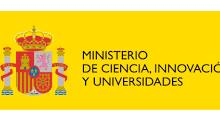 MINISTERIO
DE CIENCIA, INNOVACIÓ
Y UNIVERSIDADES